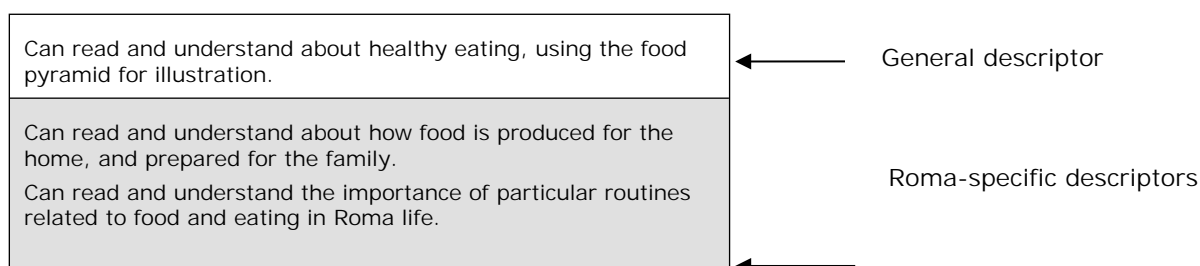 Can read and understand about healthy eating, using the food
pyramid for illustration.
General descriptor
Can read and understand about how food is produced for the
home, and prepared for the family.
Can read and understand the importance of particular routines
related to food and eating in Roma life.
Roma-specific descriptors